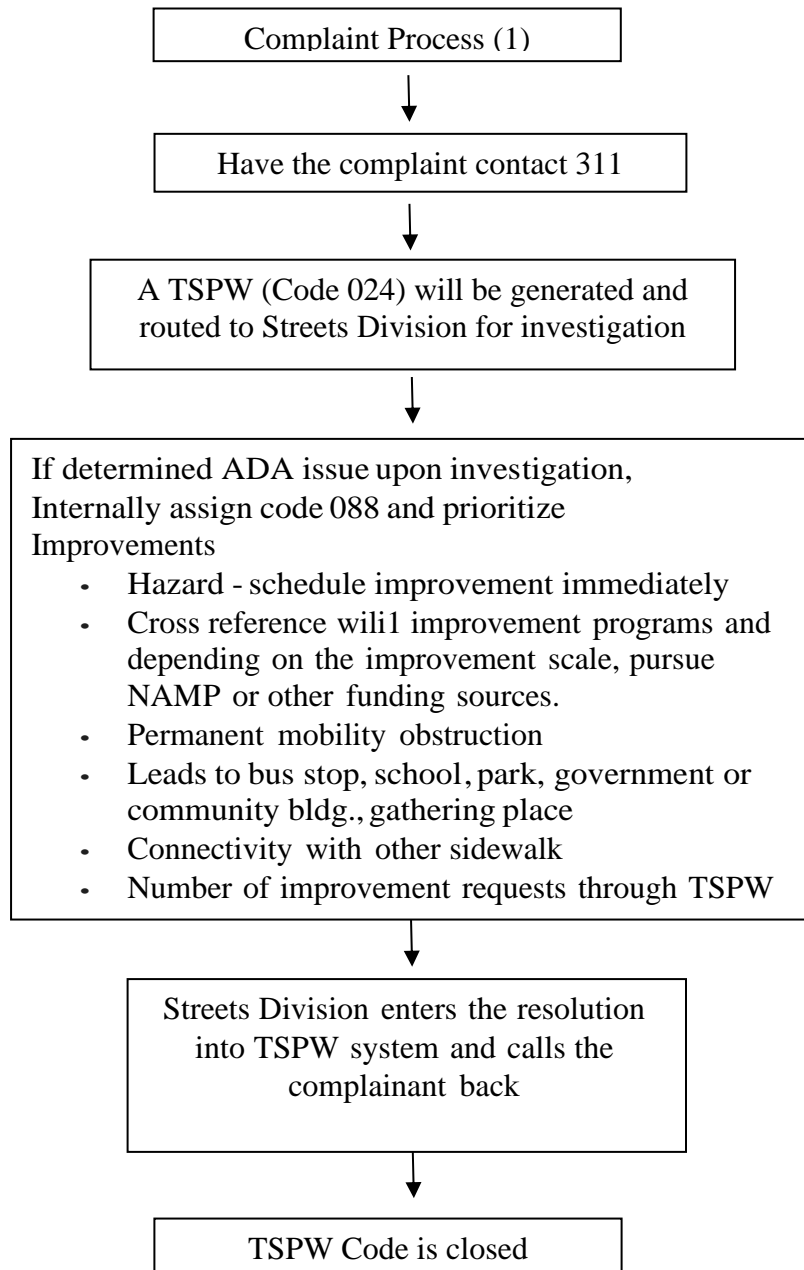 Complaint Process (1)
Have the complaint contact 311
A TSPW (Code 024) will be generated and
routed to Streets Division for investigation
If determined ADA issue upon investigation,
Internally assign code 088 and prioritize
Improvements
- Hazard - schedule improvement immediately
- Cross reference wili1 improvement programs and
depending on the improvement scale, pursue
NAMP or other funding sources.
- Permanent mobility obstruction
- Leads to bus stop, school, park, government or
community bldg., gathering place
- Connectivity with other sidewalk
- Number of improvement requests through TSPW
Streets Division enters the resolution
into TSPW system and calls the
complainant back
TSPW Code is closed